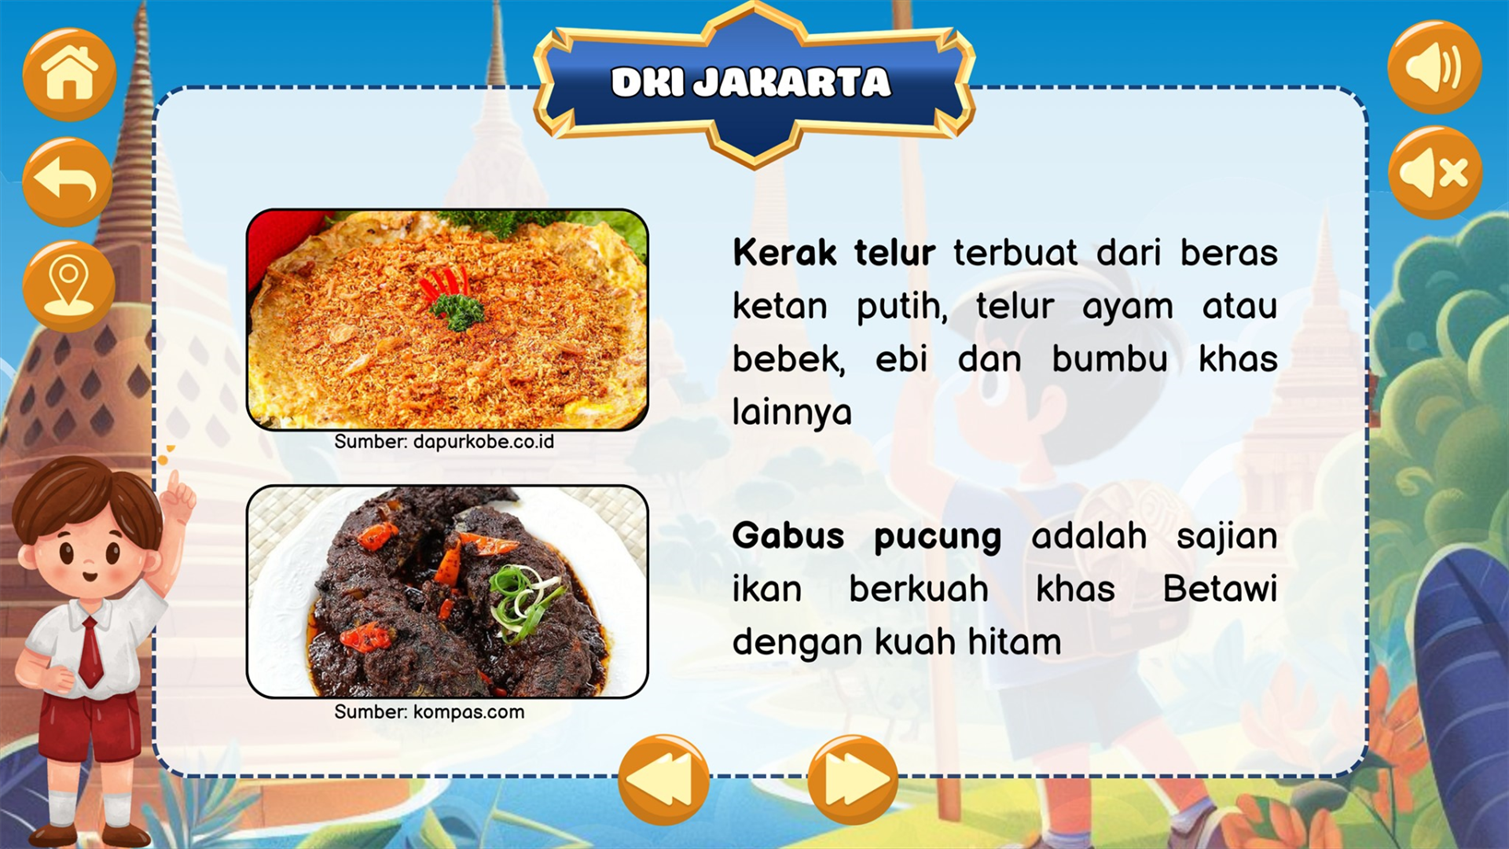 DKI JAKARTA
Kerak telur terbuat dari beras
ketan putih, telur ayam atau
bebek, ebi dan bumbu khas
lainnya
Sumber: dapurkobe.co.id
Gabus pucung adalah sajian
ikan berkuah khas Betawi
dengan kuah hitam
Sumber: kompas.com